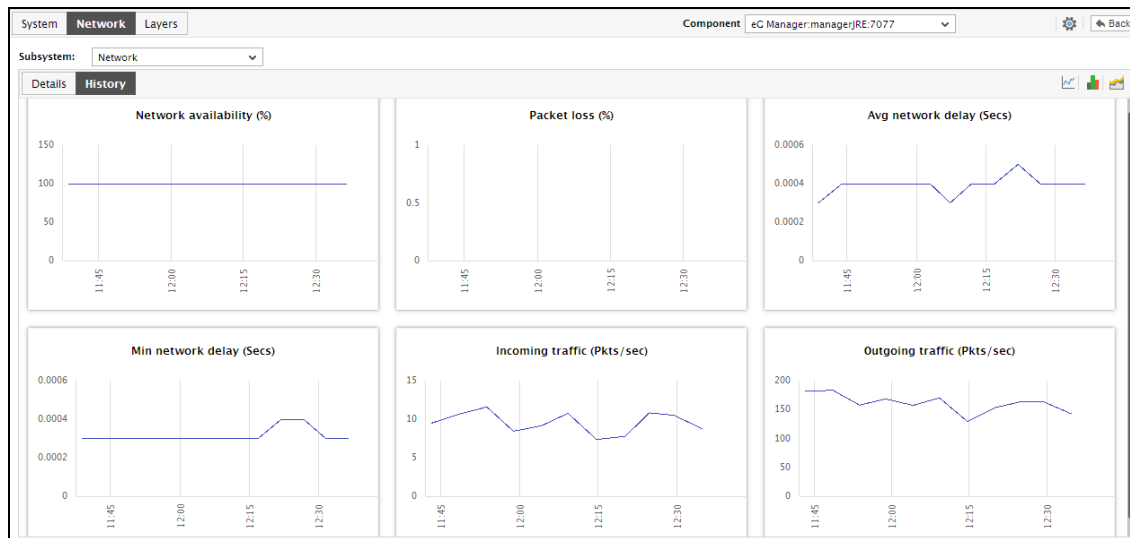 System Network Layers Component eG Manager:managerJRE:7077 Back
Subsystem: Network
Details History
Network availability (%)
150
100
50
0
11:45 12:00 12:15 12:30
Packet loss (%)
1
0.5
0
11:45 12:00 12:15 12:30
Avg network delay (Secs)
0.0006
0.0004
0.0002
0
11:45 12:00 12:15 12:30
Min network delay (Secs)
0.0006
0.0004
0.0002
0
11:45 12:00 12:15 12:30
Incoming traffic (Pkts/sec)
15
10
5
0
11:45 12:00 12:15 12:30
Outgoing traffic (Pkts/sec)
200
150
100
50
0
11:45 12:00 12:15 12:30